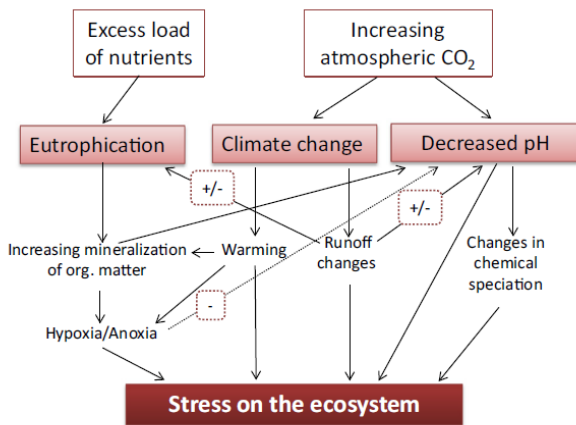 Excess load
of nutrients
Increasing
atmospheric CO₂
Eutrophication
Climate change
Decreased pH
+/-
+/-
Increasing mineralization
of org. matter
Warming
Runoff
changes
Changes in
chemical
speciation
-
Hypoxia/Anoxia
Stress on the ecosystem